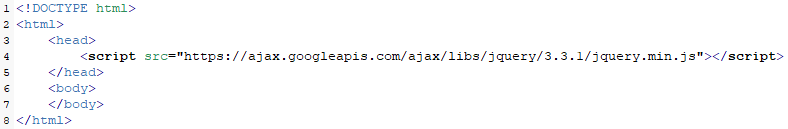 1 <!DOCTYPE html>
2 <html>
3     <head>
4         <script src="https://ajax.googleapis.com/ajax/libs/jquery/3.3.1/jquery.min.js"></script>
5     </head>
6     <body>
7     </body>
8 </html>